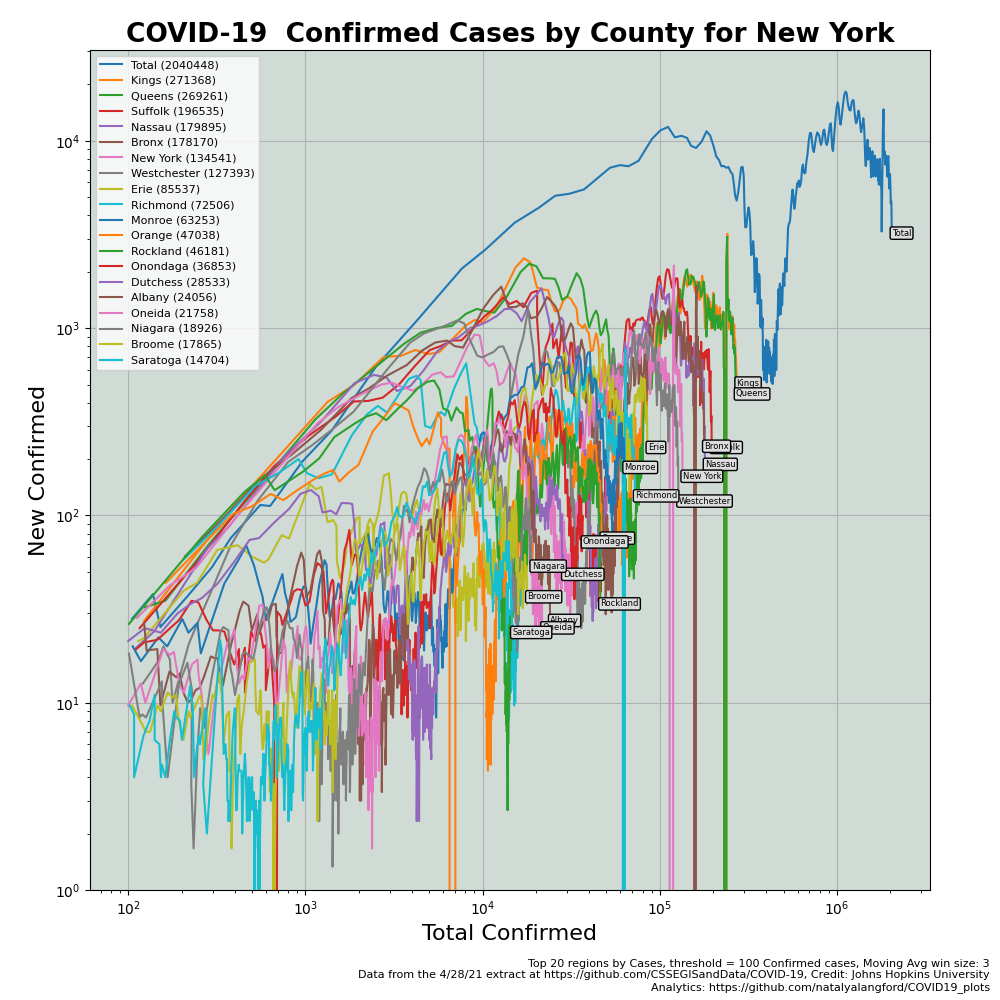 COVID-19  Confirmed Cases by County for New York
Total (2040448)
Kings (271368)
Queens (269261)
Suffolk (196535)
Nassau (179895)
Bronx (178170)
New York (134541)
Westchester (127393)
Erie (85537)
Richmond (72506)
Monroe (63253)
Orange (47038)
Rockland (46181)
Onondaga (36853)
Dutchess (28533)
Albany (24056)
Oneida (21758)
Niagara (18926)
Broome (17865)
Saratoga (14704)
New Confirmed
10⁴
10³
10²
10¹
10⁰
Total
Kings
Queens
Bronx
Erie
Nassau
Monroe
New York
Richmond
Westchester
Onondaga
Niagara
Dutchess
Broome
Rockland
Albany
Saratoga
10²
10³
10⁴
10⁵
10⁶
Total Confirmed
Top 20 regions by Cases, threshold = 100 Confirmed cases, Moving Avg win size: 3
Data from the 4/28/21 extract at https://github.com/CSSEGISandData/COVID-19, Credit: Johns Hopkins University
Analytics: https://github.com/natalyalangford/COVID19_plots